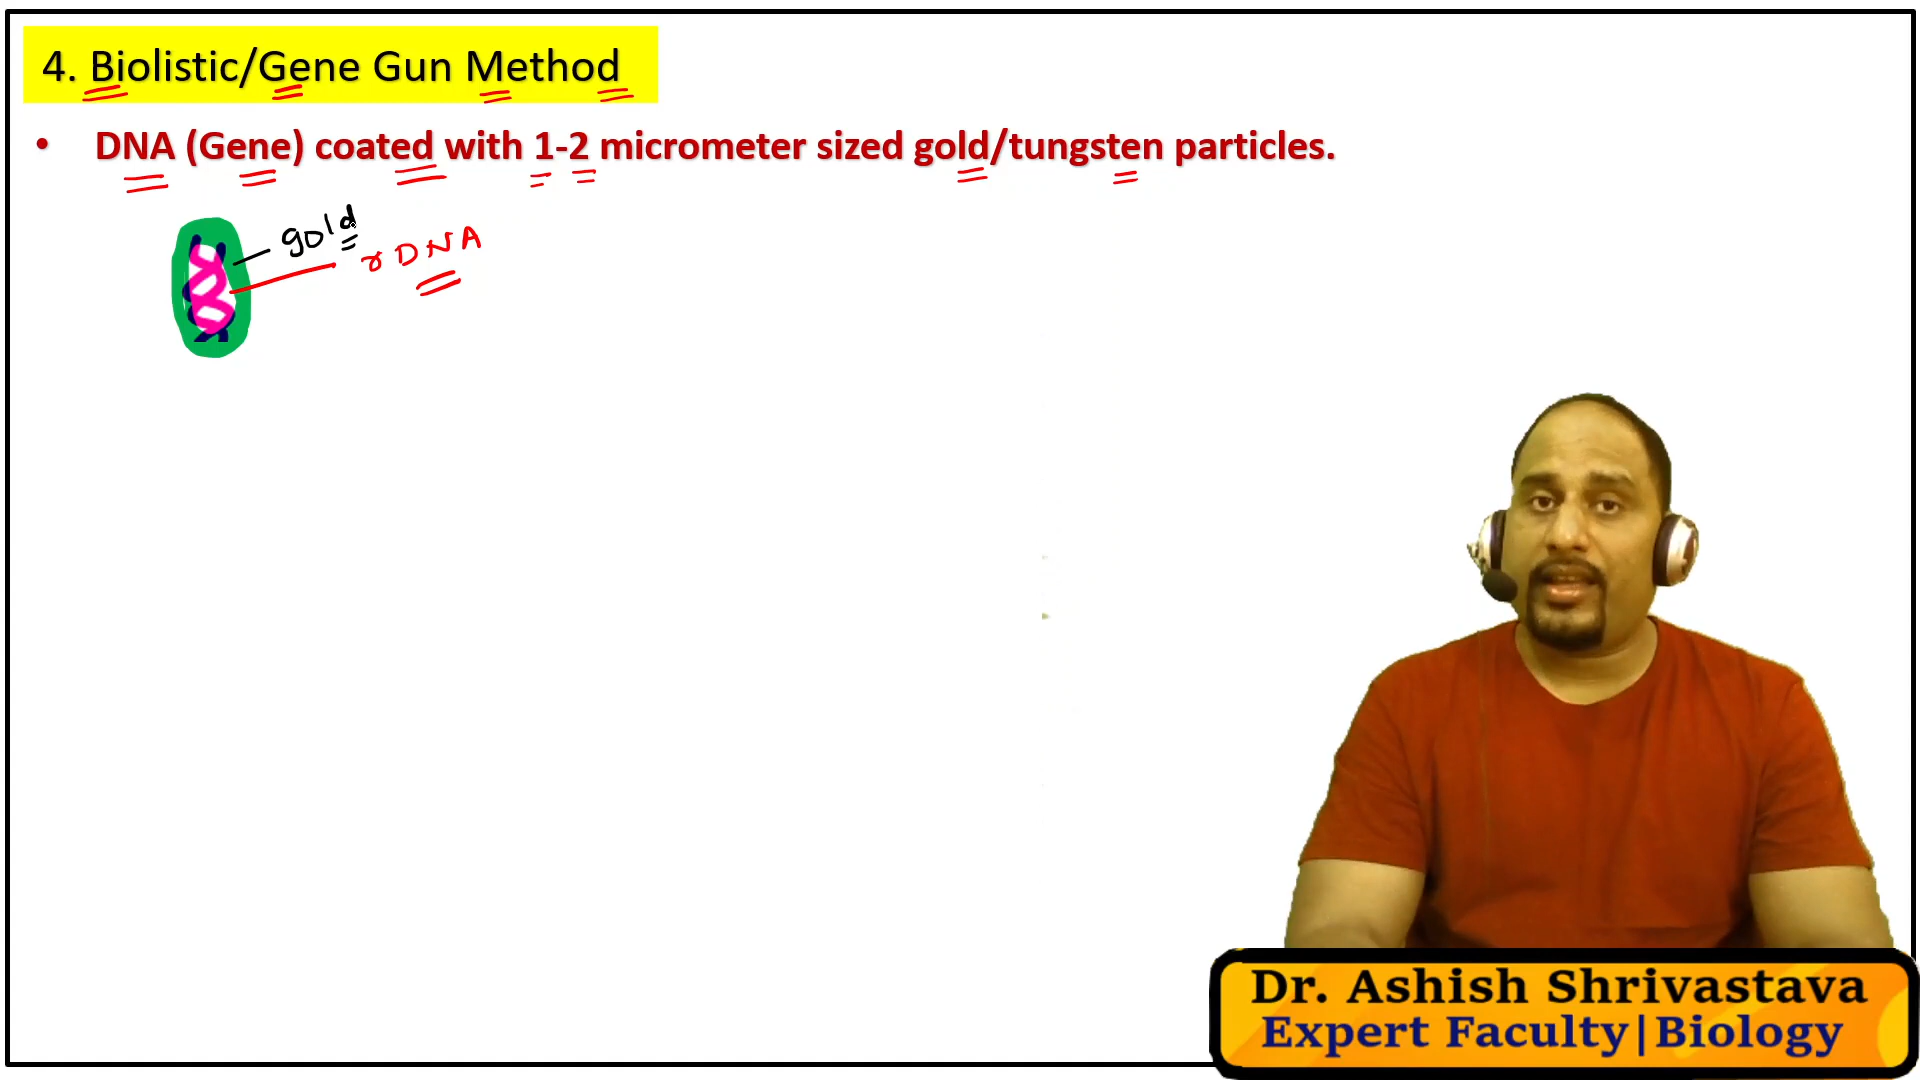 4. Biolistic/Gene Gun Method
• DNA (Gene) coated with 1-2 micrometer sized gold/tungsten particles.
gold
rDNA
Dr. Ashish Shrivastava
Expert Faculty|Biology